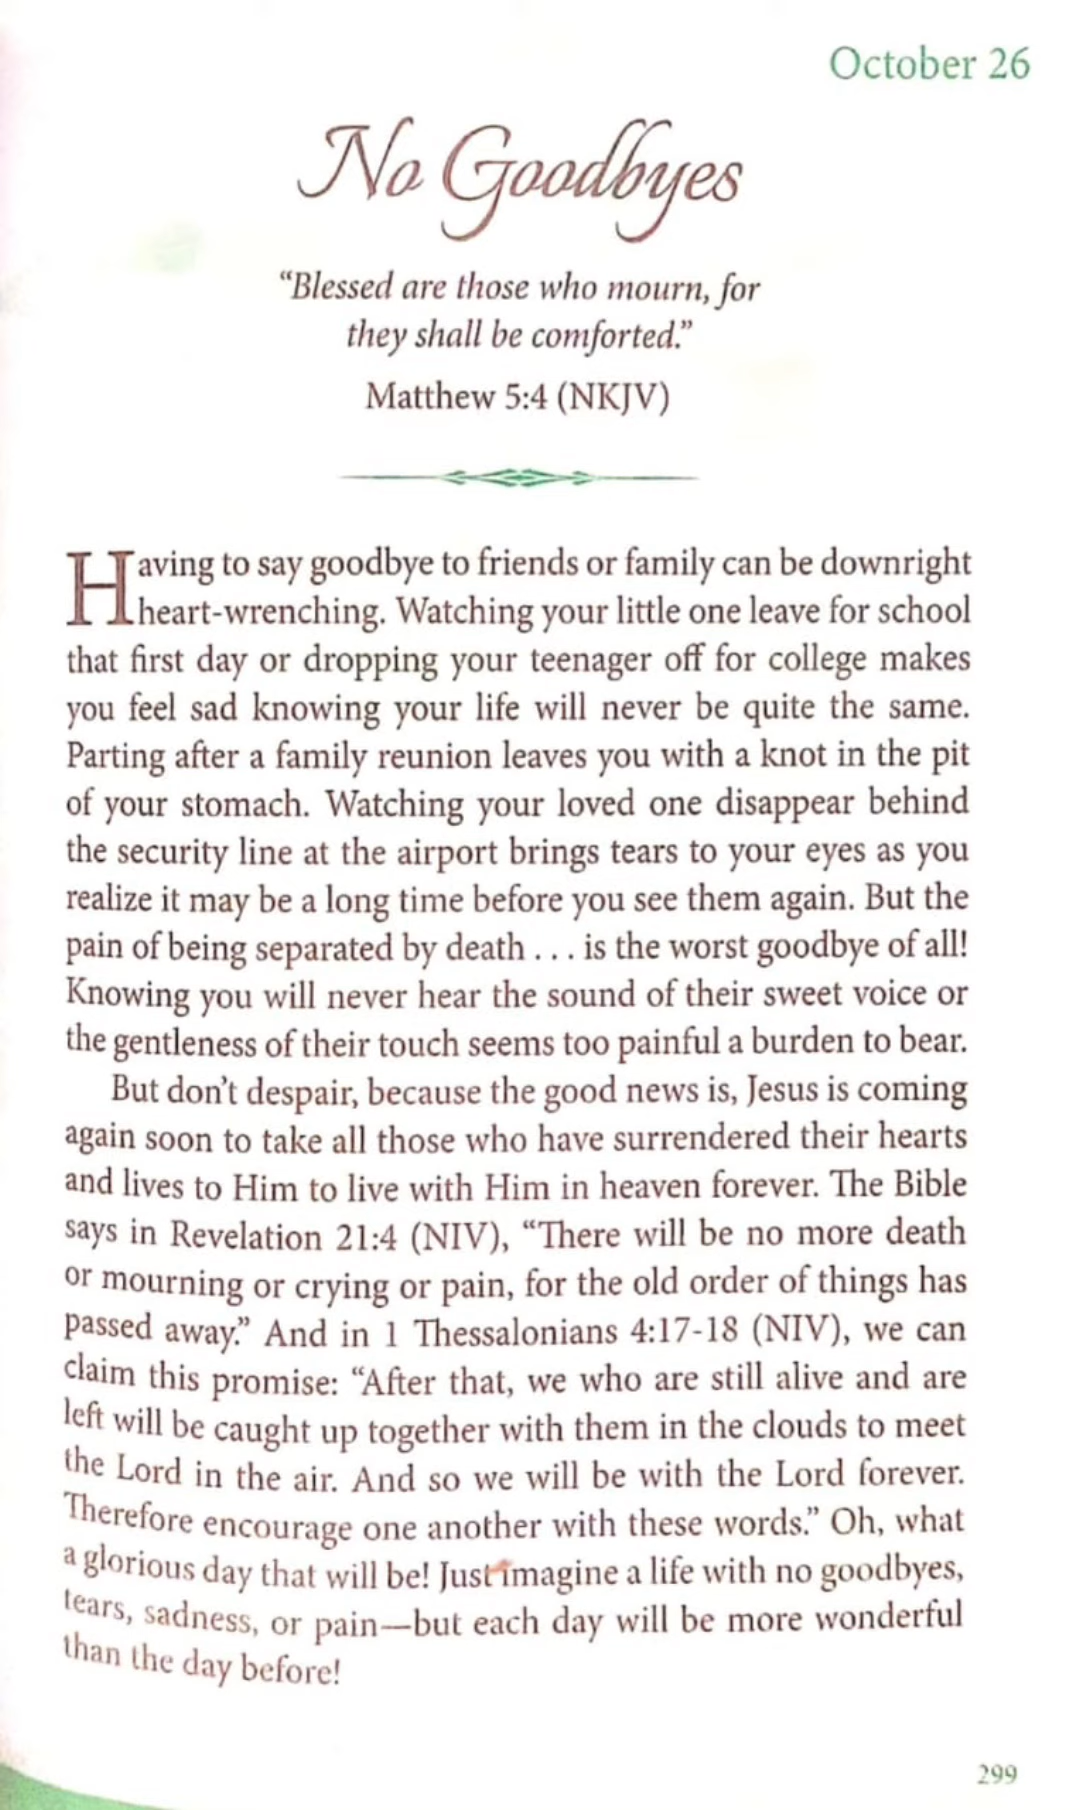 October 26
No Goodbyes
“Blessed are those who mourn, for
they shall be comforted.”
Matthew 5:4 (NKJV)
Having to say goodbye to friends or family can be downright
heart-wrenching. Watching your little one leave for school
that first day or dropping your teenager off for college makes
you feel sad knowing your life will never be quite the same.
Parting after a family reunion leaves you with a knot in the pit
of your stomach. Watching your loved one disappear behind
the security line at the airport brings tears to your eyes as you
realize it may be a long time before you see them again. But the
pain of being separated by death . . . is the worst goodbye of all!
Knowing you will never hear the sound of their sweet voice or
the gentleness of their touch seems too painful a burden to bear.
But don’t despair, because the good news is, Jesus is coming
again soon to take all those who have surrendered their hearts
and lives to Him to live with Him in heaven forever. The Bible
says in Revelation 21:4 (NIV), “There will be no more death
or mourning or crying or pain, for the old order of things has
passed away.” And in 1 Thessalonians 4:17-18 (NIV), we can
claim this promise: “After that, we who are still alive and are
left will be caught up together with them in the clouds to meet
the Lord in the air. And so we will be with the Lord forever.
Therefore encourage one another with these words.” Oh, what
a glorious day that will be! Just imagine a life with no goodbyes,
tears, sadness, or pain—but each day will be more wonderful
than the day before!
299